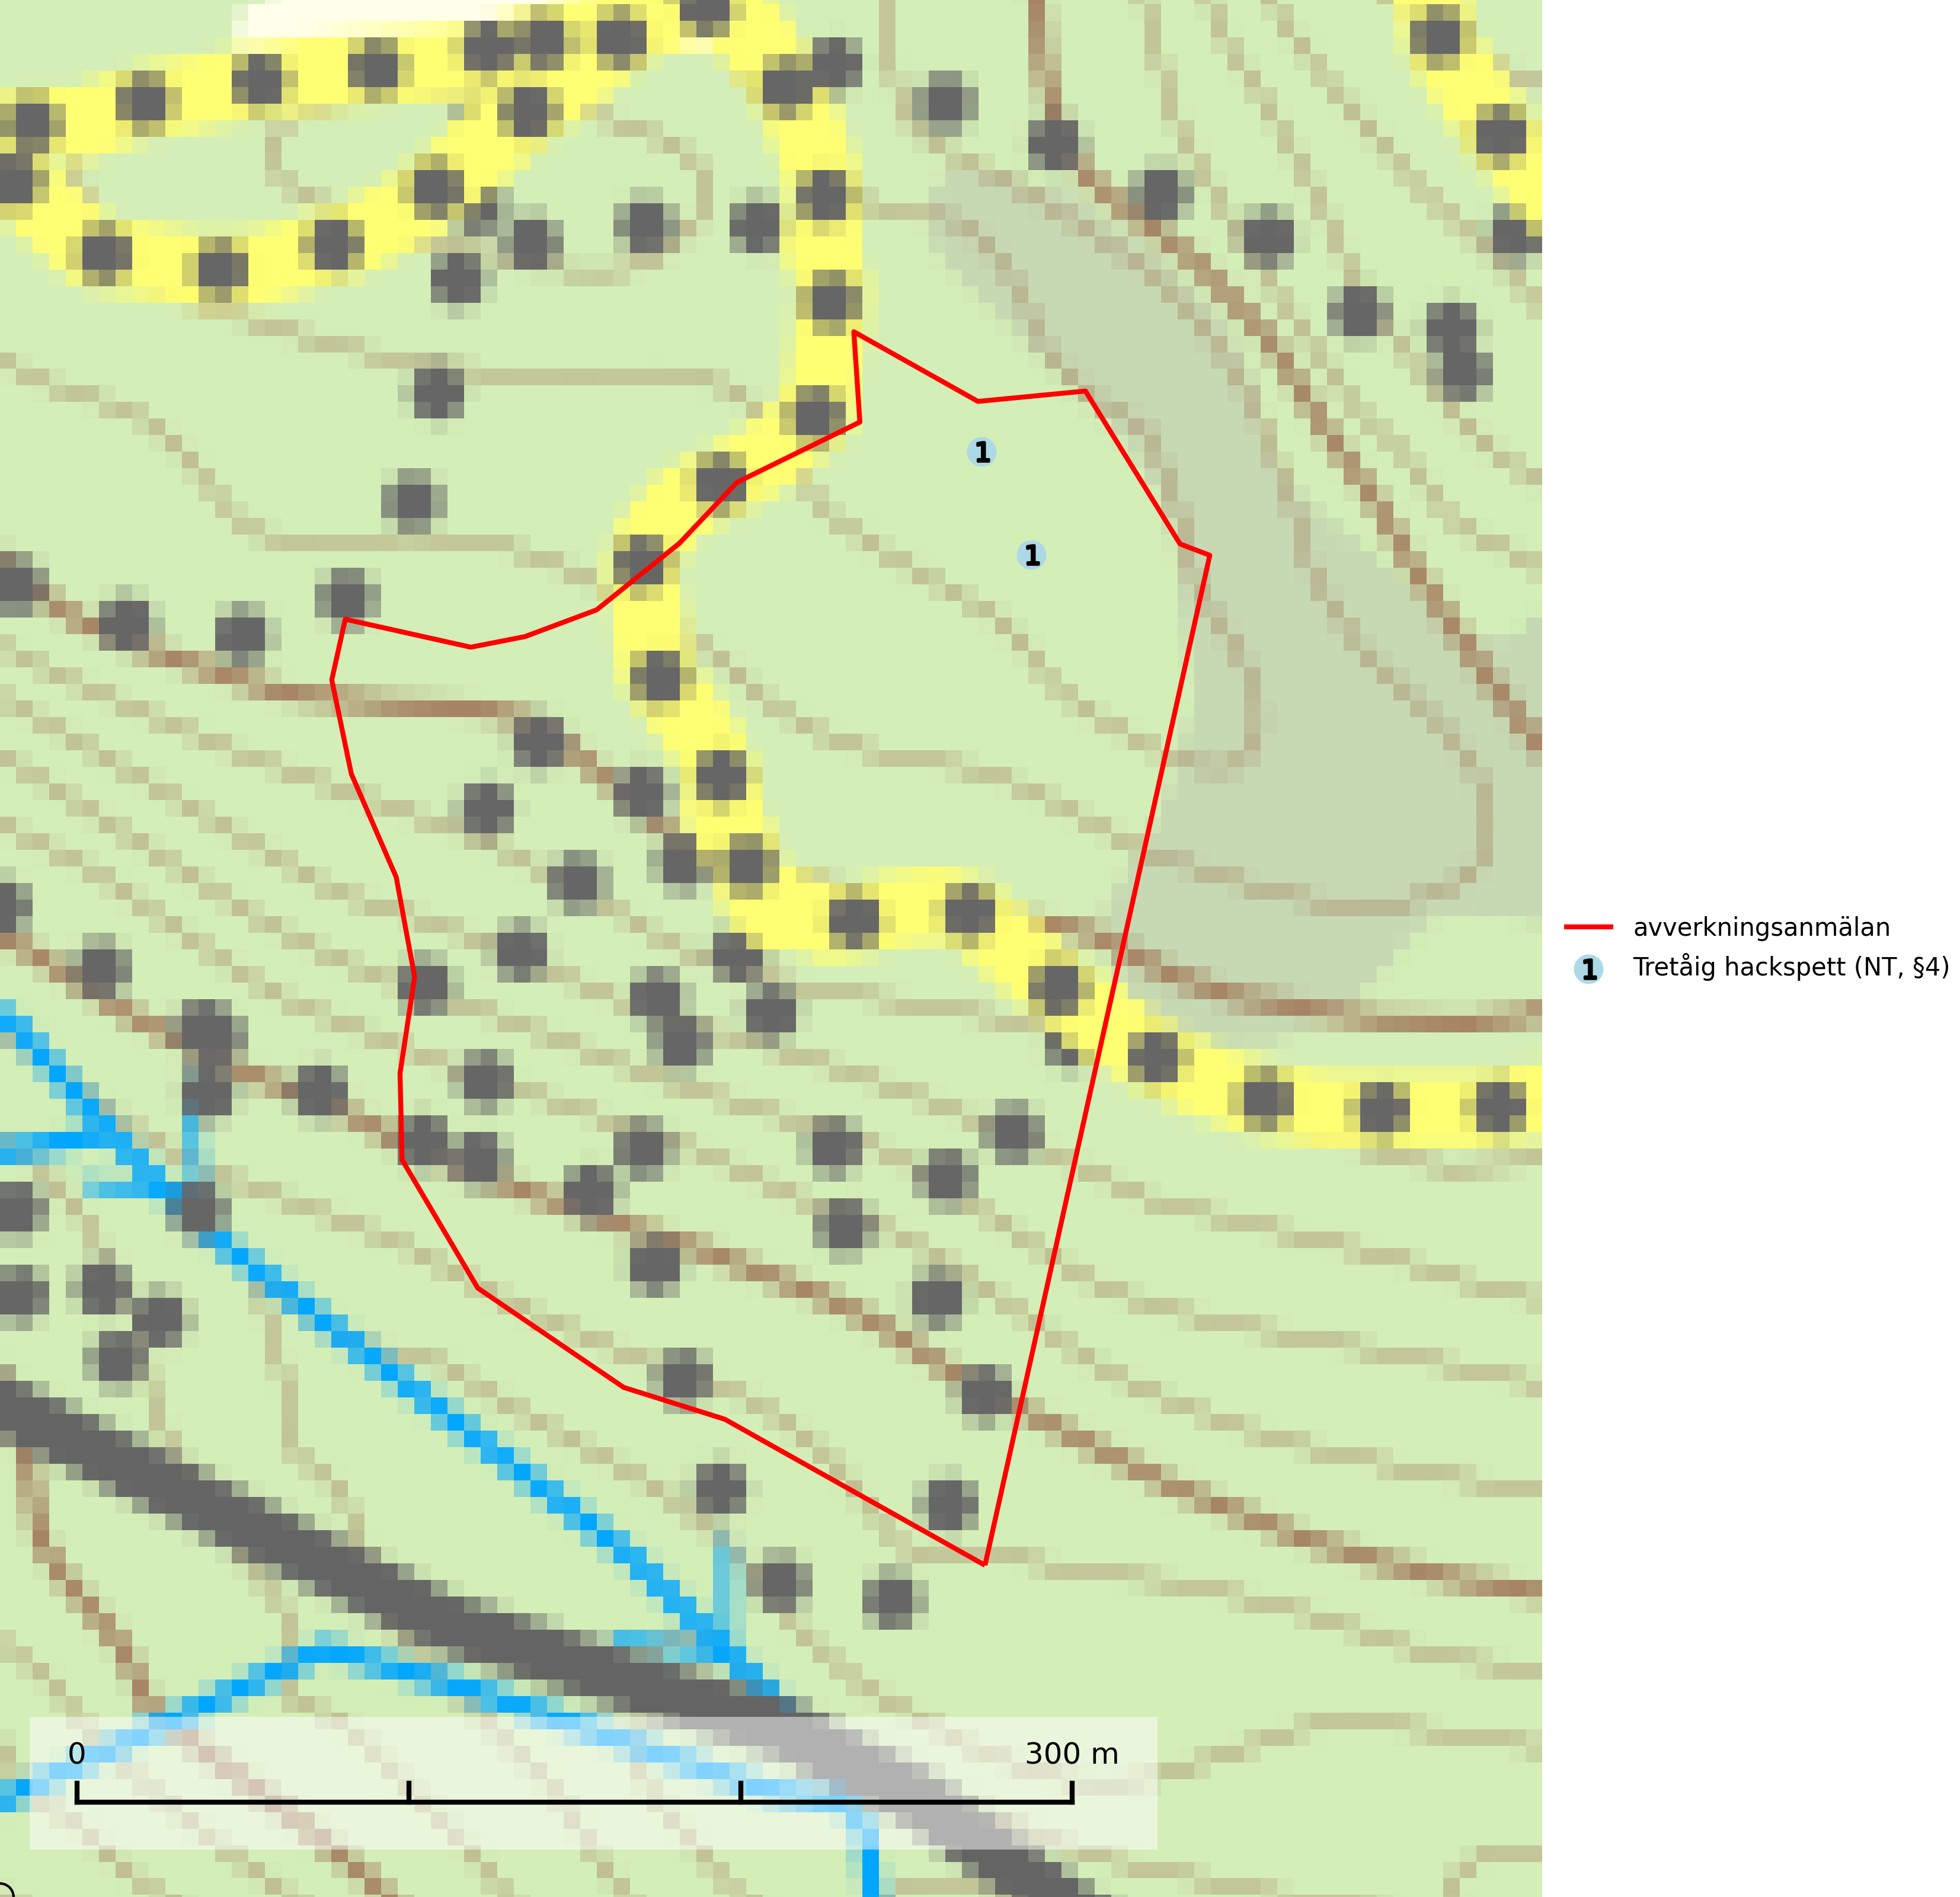 1
1
avverkningsanmälan
1 Tretåig hackspett (NT, §4)
0 300 m